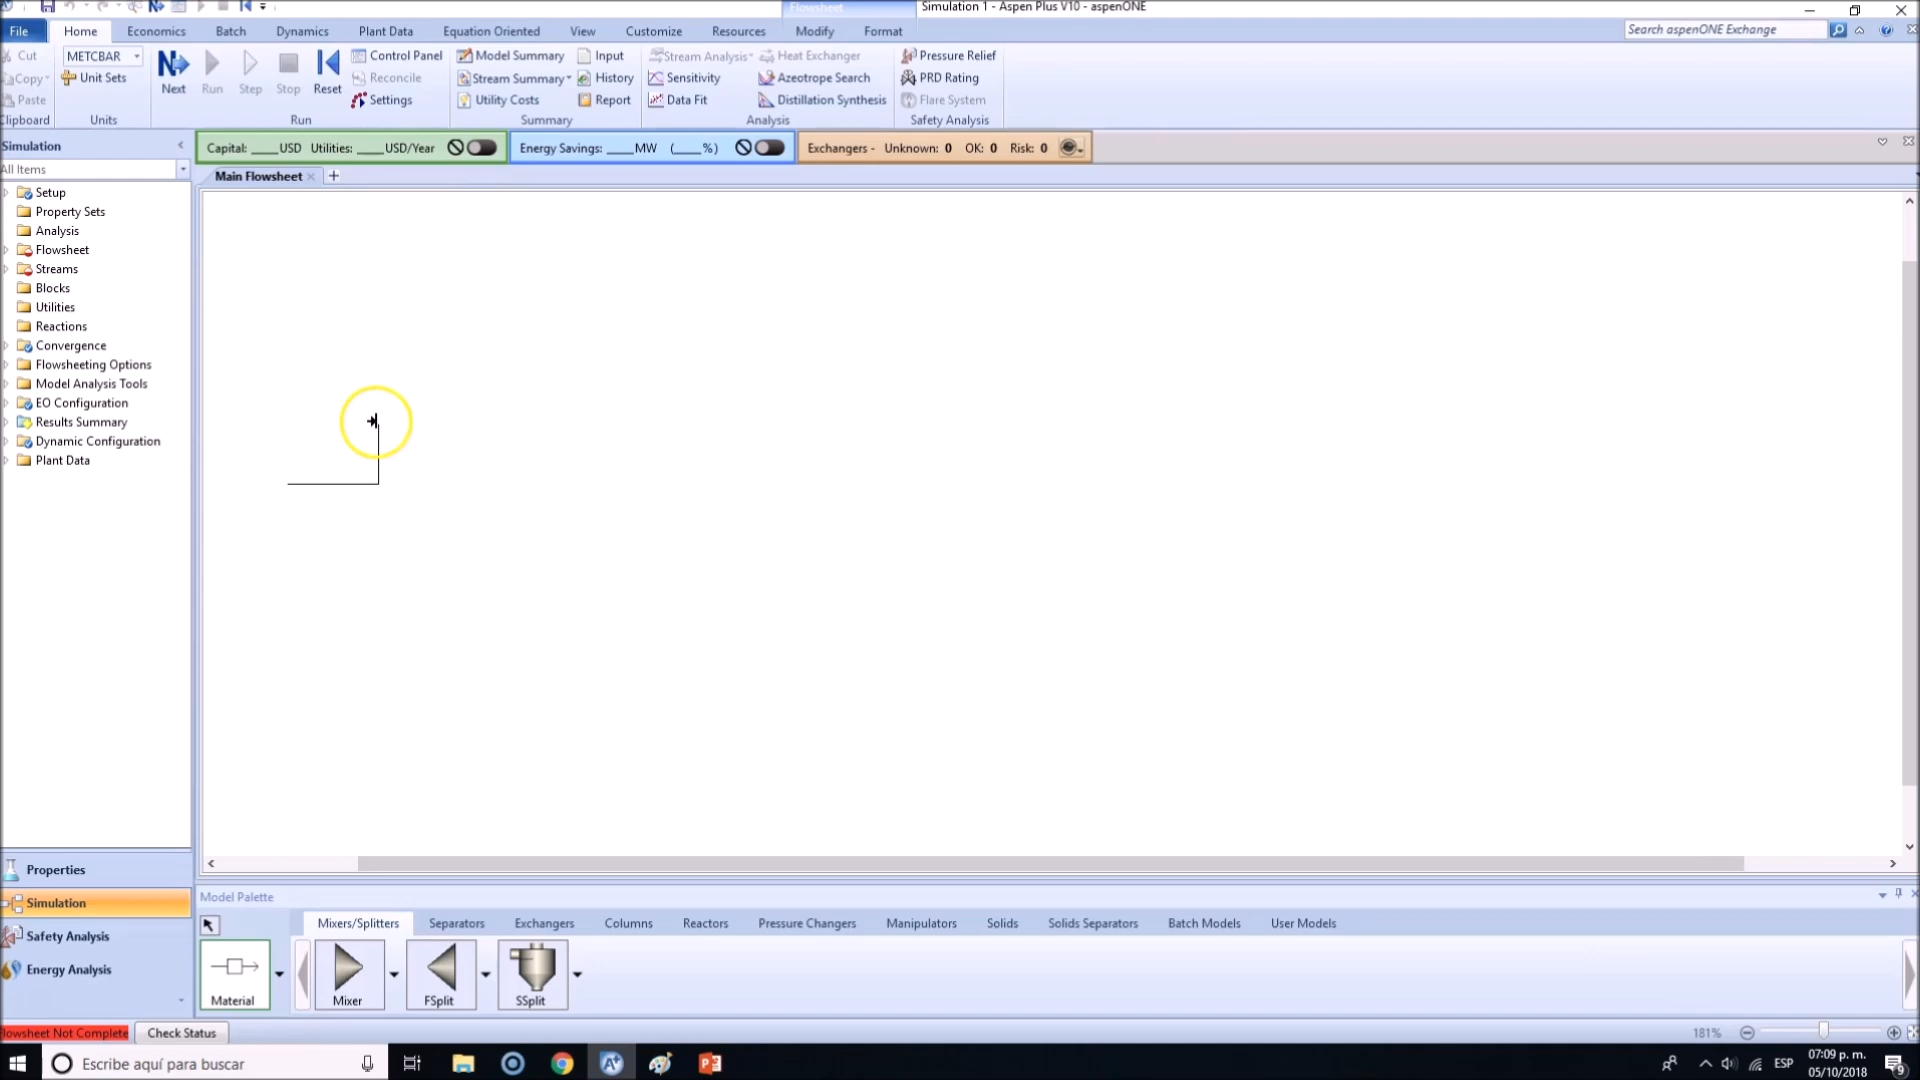 Flowsheet
Simulation 1 - Aspen Plus V10 - aspenONE
File Home Economics Batch Dynamics Plant Data Equation Oriented View Customize Resources Modify Format
Search aspenONE Exchange
Cut METCBAR Control Panel Model Summary Input Stream Analysis Heat Exchanger Pressure Relief
Copy Unit Sets Next Run Step Stop Reset Reconcile Stream Summary History Sensitivity Azeotrope Search PRD Rating
Paste Settings Utility Costs Report Data Fit Distillation Synthesis Flare System
Clipboard Units Run Summary Analysis Safety Analysis
Simulation
Capital: ____USD Utilities: ____USD/Year
Energy Savings: ____MW (____%)
Exchangers - Unknown: 0 OK: 0 Risk: 0
All Items
Main Flowsheet
Setup
Property Sets
Analysis
Flowsheet
Streams
Blocks
Utilities
Reactions
Convergence
Flowsheeting Options
Model Analysis Tools
EO Configuration
Results Summary
Dynamic Configuration
Plant Data
Properties
Simulation
Safety Analysis
Energy Analysis
Model Palette
Mixers/Splitters Separators Exchangers Columns Reactors Pressure Changers Manipulators Solids Solids Separators Batch Models User Models
Material Mixer FSplit SSplit
lowsheet Not Complete Check Status
181%
Escribe aquí para buscar
ESP
07:09 p. m.
05/10/2018
9